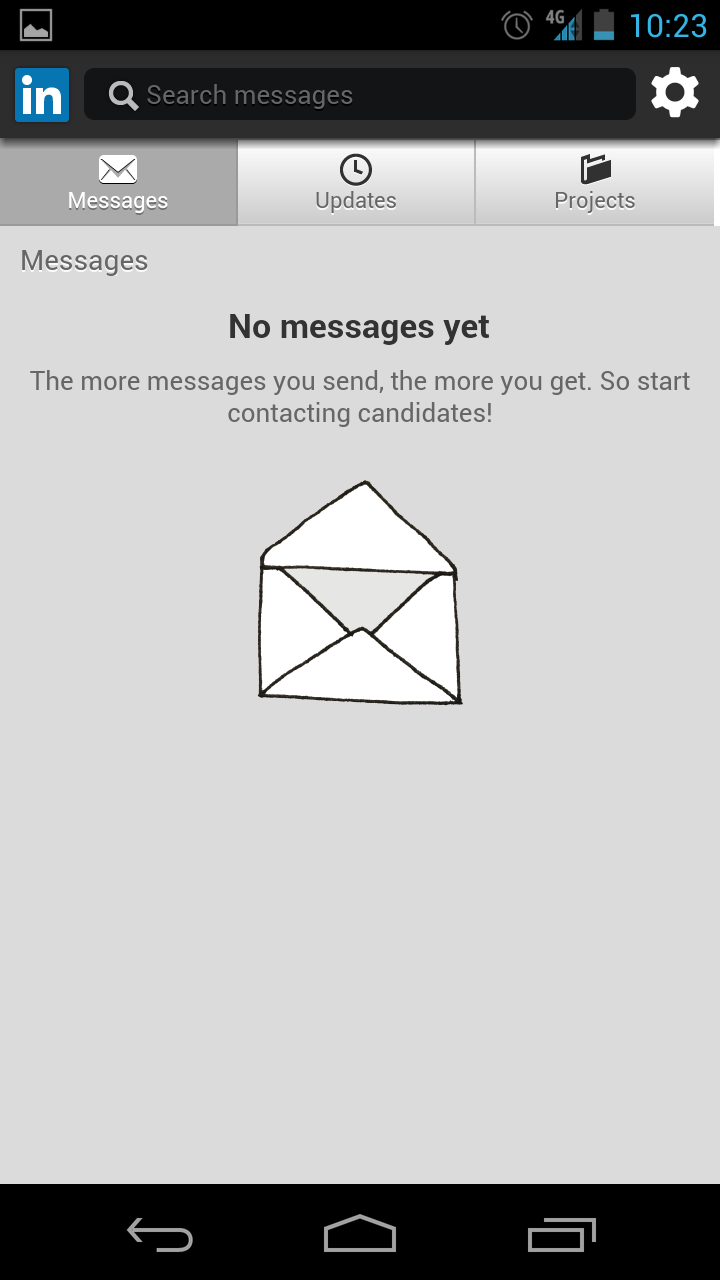 4G 10:23
in Search messages
Messages Updates Projects
Messages
No messages yet
The more messages you send, the more you get. So start
contacting candidates!